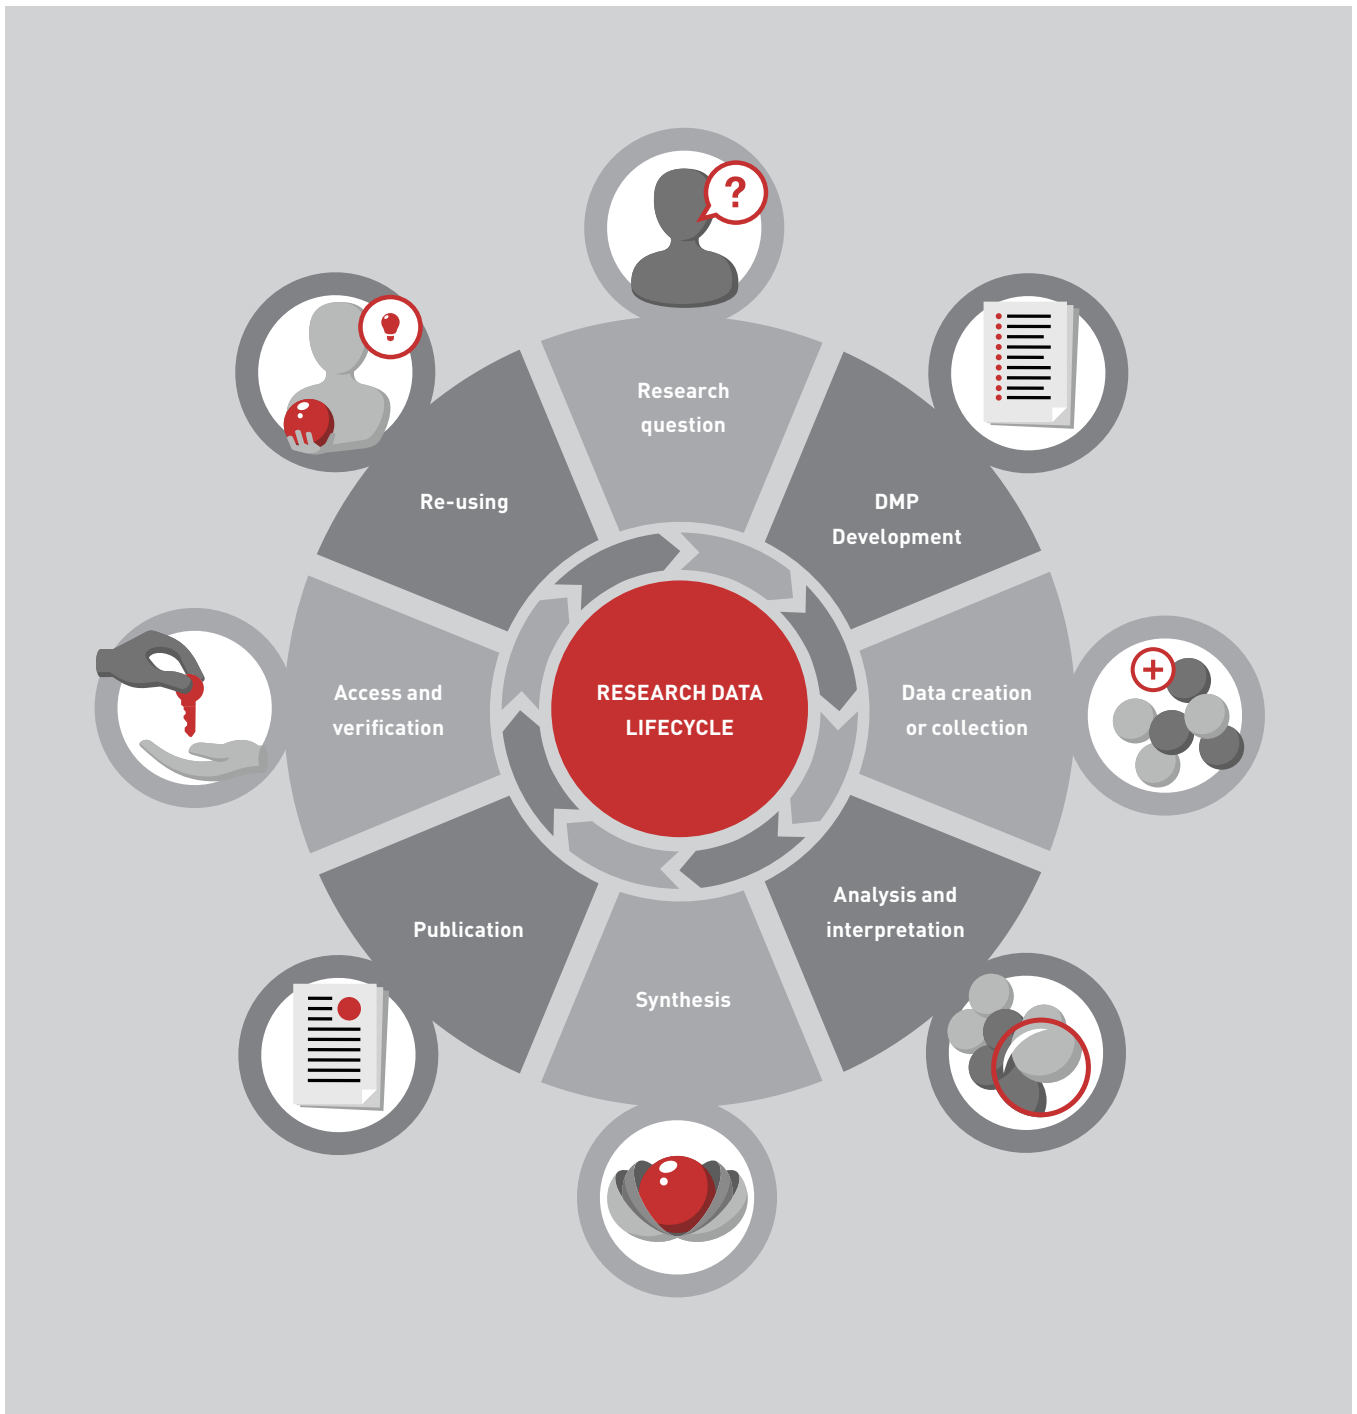 ?
Research
question
DMP
Development
Data creation
or collection
Analysis and
interpretation
Synthesis
Publication
Access and
verification
Re-using
RESEARCH DATA
LIFECYCLE